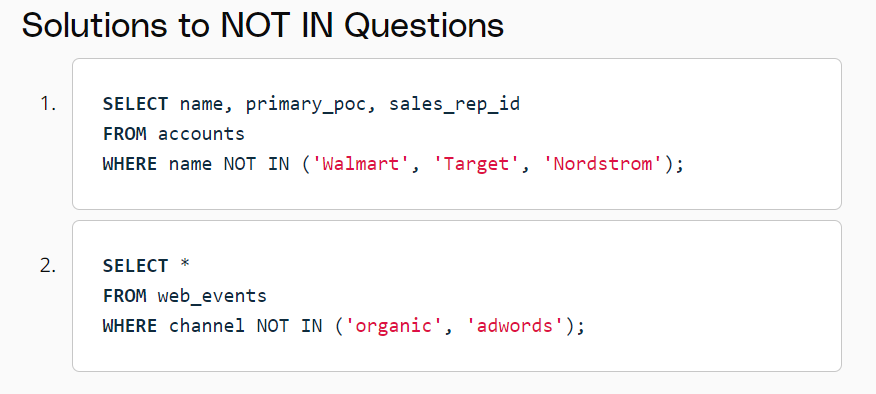 Solutions to NOT IN Questions
1.
SELECT name, primary_poc, sales_rep_id
FROM accounts
WHERE name NOT IN ('Walmart', 'Target', 'Nordstrom');
2.
SELECT *
FROM web_events
WHERE channel NOT IN ('organic', 'adwords');